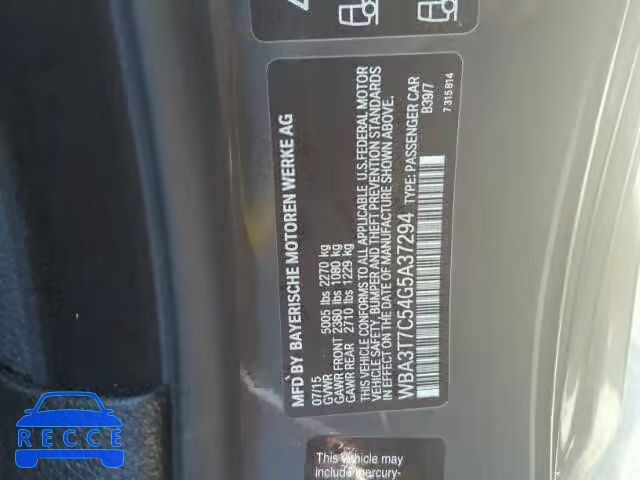 MFD BY BAYERISCHE MOTOREN WERKE AG
07/15
GVWR 5005 lbs 2270 kg
GAWR FRONT 2386 lbs 1080 kg
GAWR REAR 2710 lbs 1229 kg
THIS VEHICLE CONFORMS TO ALL APPLICABLE U.S. FEDERAL MOTOR
VEHICLE SAFETY, BUMPER AND THEFT PREVENTION STANDARDS
IN EFFECT ON THE DATE OF MANUFACTURE SHOWN ABOVE.
WBA3T7C54G5A37294 TYPE: PASSENGER CAR
B39/7
7 315 814
This vehicle may
include mercury-
RECCE